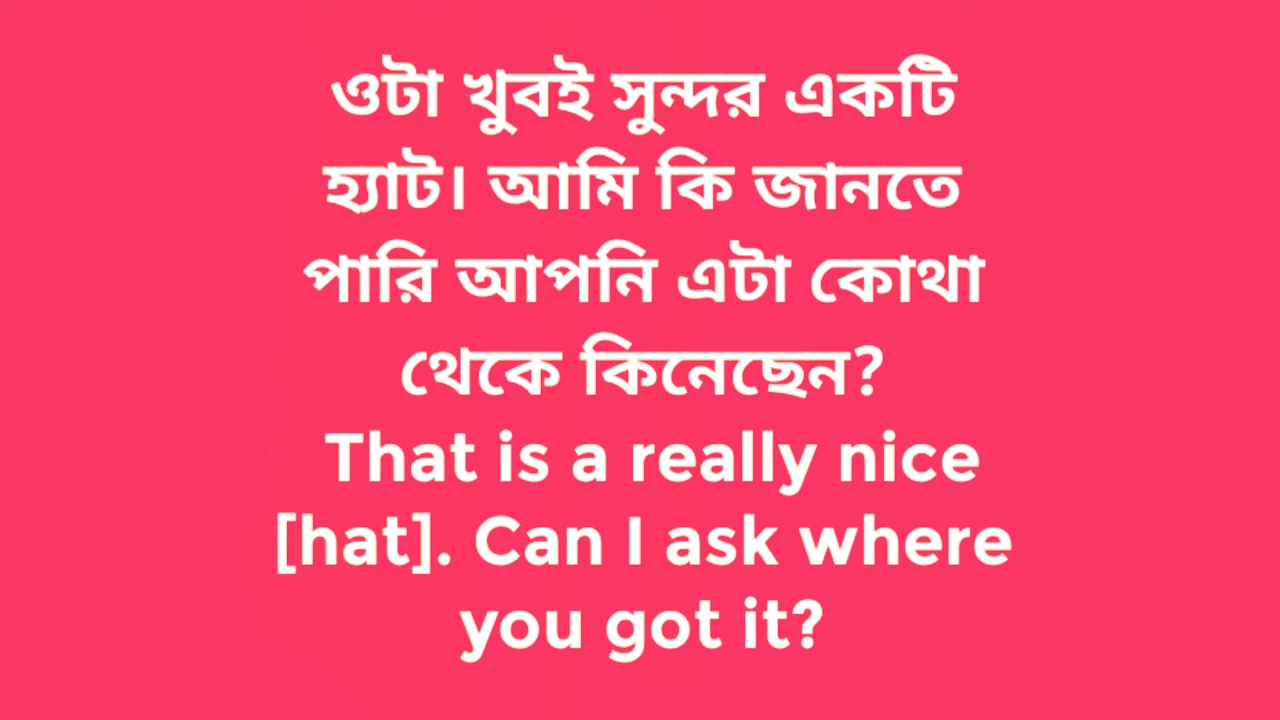 ওটা খুবই সুন্দর একটি
হ্যাট। আমি কি জানতে
পারি আপনি এটা কোথা
থেকে কিনেছেন?
That is a really nice
[hat]. Can I ask where
you got it?